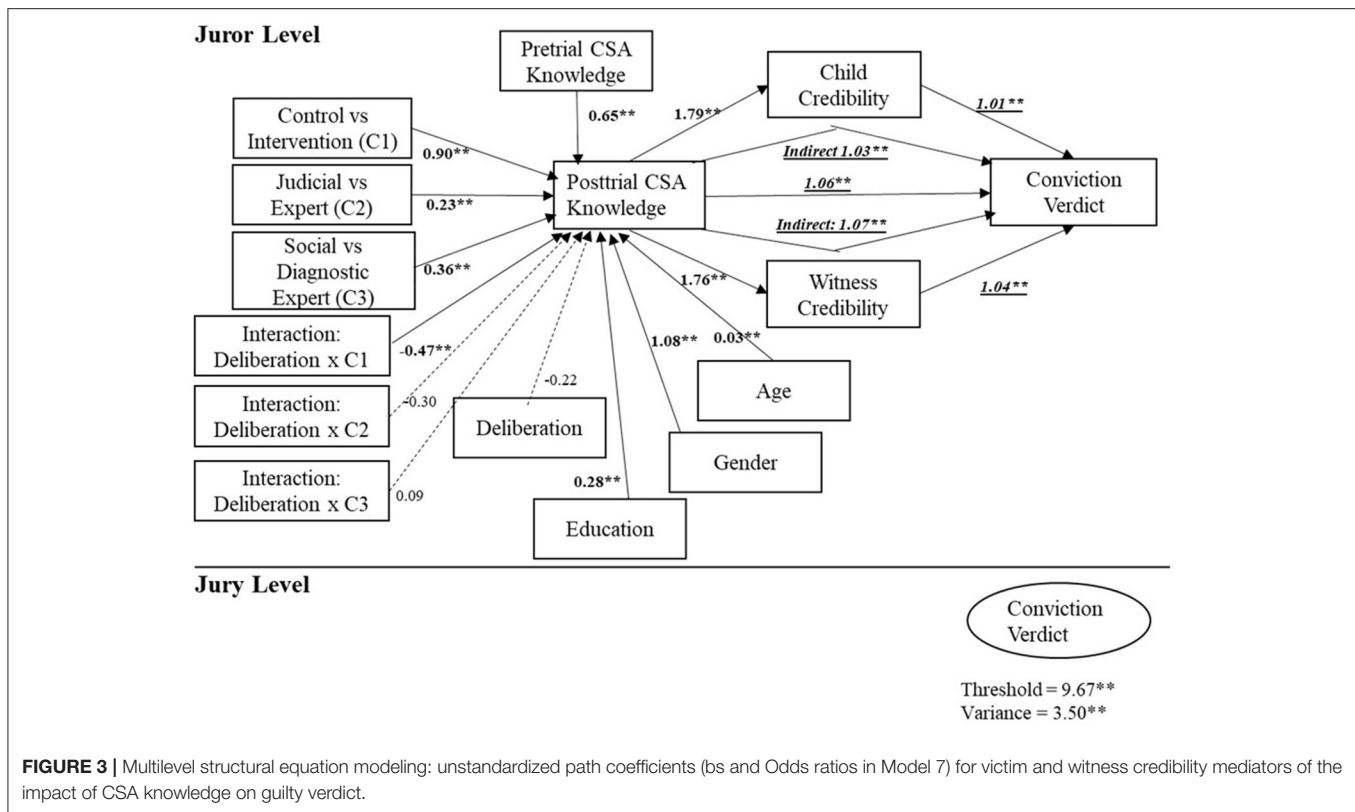 Juror Level
Pretrial CSA
Knowledge
Child
Credibility
0.65**
1.79**
1.01**
Control vs
Intervention (C1)
0.90**
Indirect 1.03**
Judicial vs
Expert (C2)
0.23**
Posttrial CSA
Knowledge
1.06**
Conviction
Verdict
Indirect: 1.07**
Social vs
Diagnostic
Expert (C3)
0.36**
1.76**
Witness
Credibility
1.04**
Interaction:
Deliberation x C1
-0.47**
1.08**
0.03**
Interaction:
Deliberation x C2
-0.30
-0.22
Deliberation
Age
Gender
Interaction:
Deliberation x C3
0.09
0.28**
Education
Jury Level
Conviction
Verdict
Threshold = 9.67**
Variance = 3.50**
FIGURE 3 | Multilevel structural equation modeling: unstandardized path coefficients (bs and Odds ratios in Model 7) for victim and witness credibility mediators of the
impact of CSA knowledge on guilty verdict.